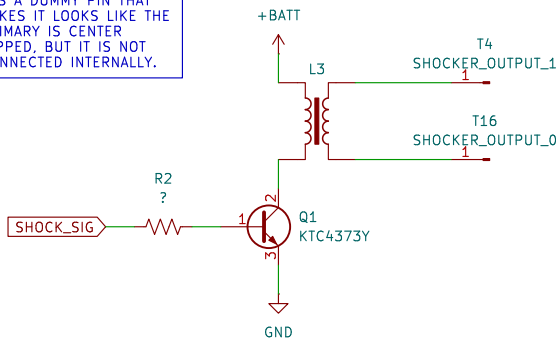 S A DUMMY PIN THAT
KES IT LOOKS LIKE THE
IMARY IS CENTER
PPED, BUT IT IS NOT
NNECTED INTERNALLY.
+BATT
L3
T4
SHOCKER_OUTPUT_1
1
T16
SHOCKER_OUTPUT_0
1
R2
?
SHOCK_SIG
1
2
Q1
KTC4373Y
3
GND